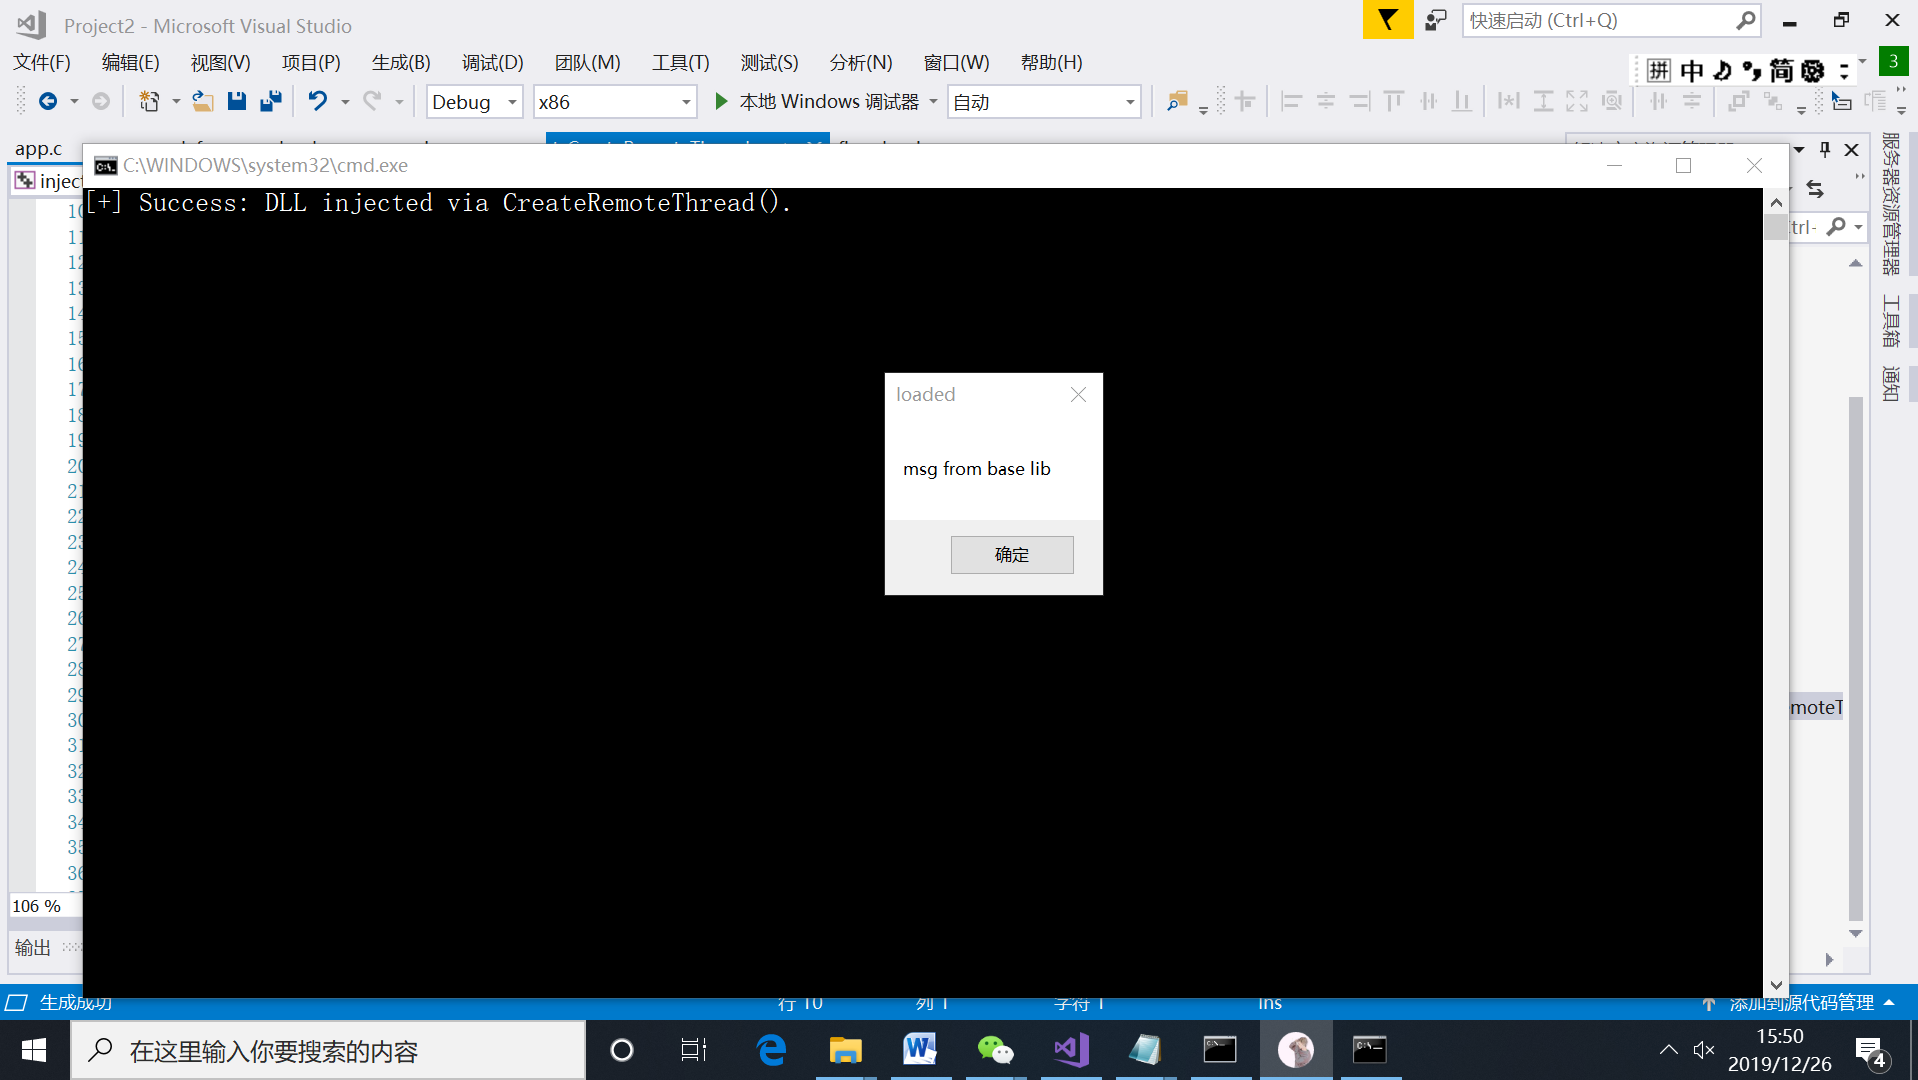 Project2 - Microsoft Visual Studio
快速启动 (Ctrl+Q)
文件(F) 编辑(E) 视图(V) 项目(P) 生成(B) 调试(D) 团队(M) 工具(T) 测试(S) 分析(N) 窗口(W) 帮助(H)
拼 中 简
3
Debug x86 本地 Windows 调试器 自动
app.c
C:\WINDOWS\system32\cmd.exe
[+] Success: DLL injected via CreateRemoteThread().
inject
trl-
10
11
12
13
14
15
16
17
18
19
20
21
22
23
24
25
26
27
28
29
30
31
32
33
34
35
36
loaded
msg from base lib
确定
服务器资源管理器
工具箱
通知
moteT
106 %
输出
生成成功
行 10 列 1 字符 1 Ins
添加到源代码管理
在这里输入你要搜索的内容
15:50
2019/12/26
4